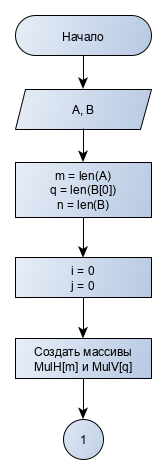 Начало
A, B
m = len(A)
q = len(B[0])
n = len(B)
i = 0
j = 0
Создать массивы
MulH[m] и MulV[q]
1